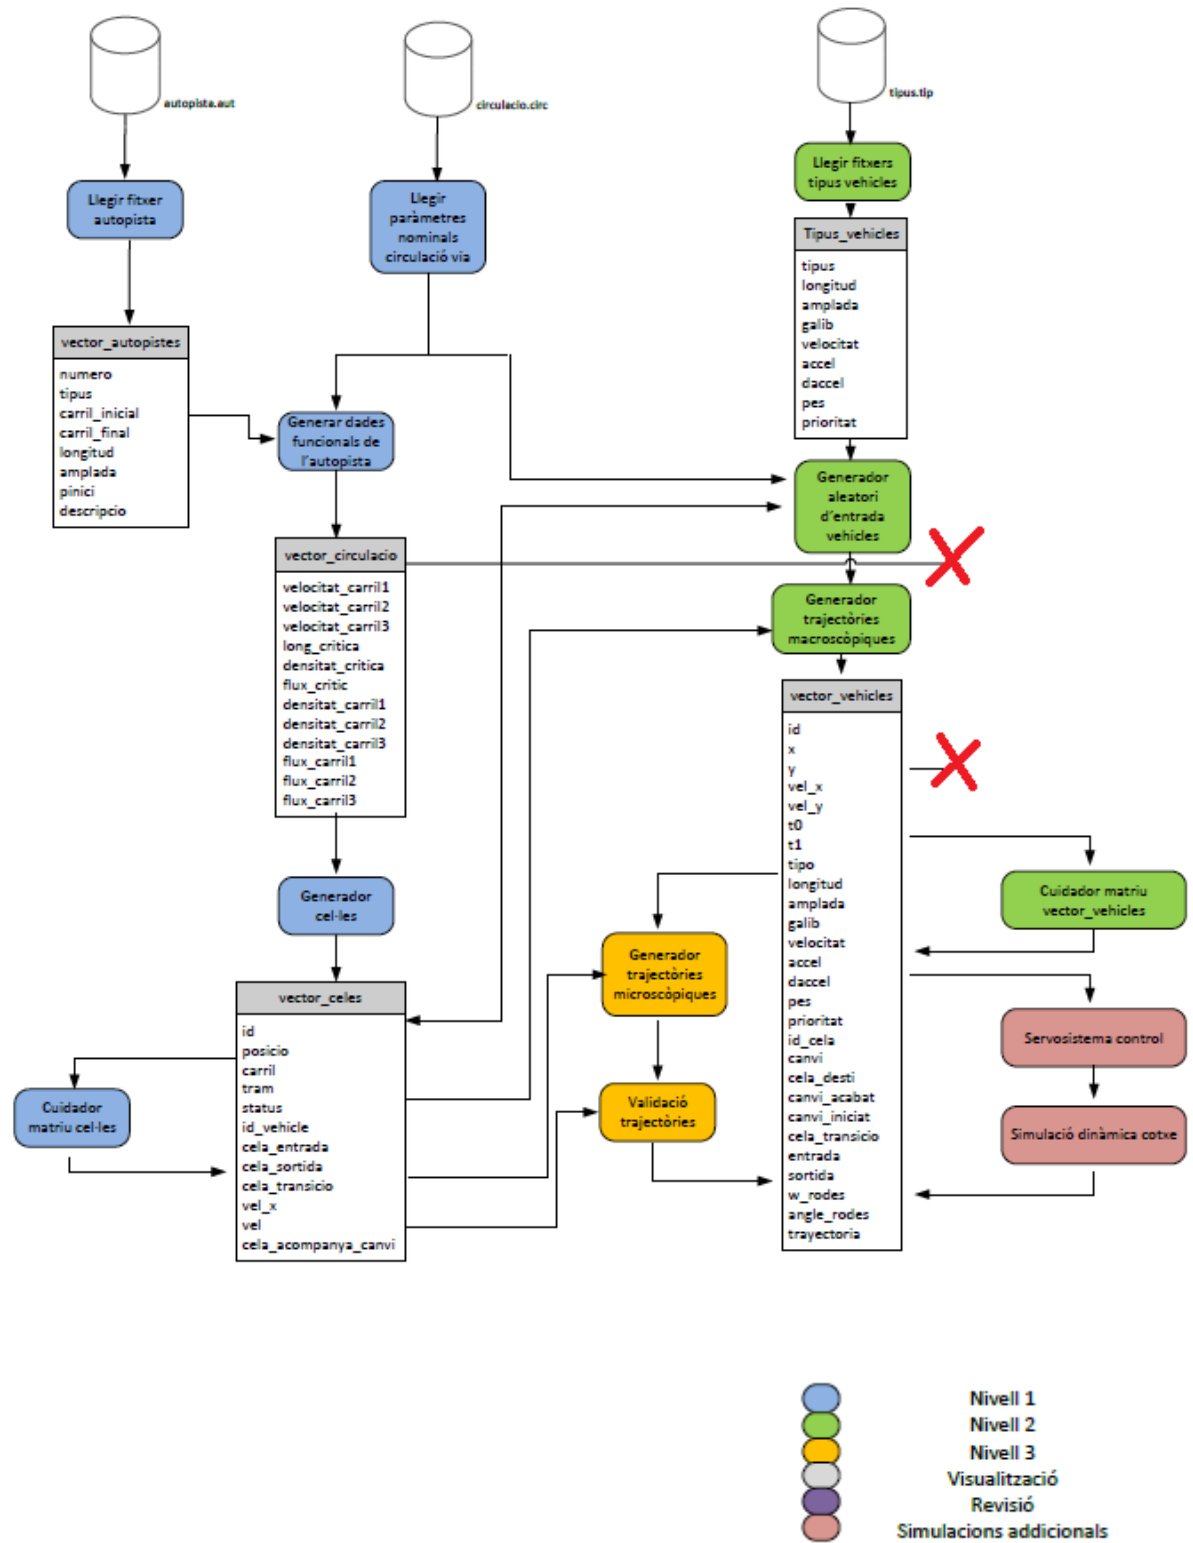 autopista.aut
circulacio.circ
tipus.tip
Llegir fitxer
autopista
Llegir
paràmetres
nominals
circulació via
Llegir fitxers
tipus vehicles
Tipus_vehicles
tipus
longitud
amplada
galib
velocitat
accel
daccel
pes
prioritat
vector_autopistes
numero
tipus
carril_inicial
carril_final
longitud
amplada
pinici
descripcio
Generar dades
funcionals de
l'autopista
Generador
aleatori
d'entrada
vehicles
vector_circulacio
velocitat_carril1
velocitat_carril2
velocitat_carril3
long_critica
densitat_critica
flux_critic
densitat_carril1
densitat_carril2
densitat_carril3
flux_carril1
flux_carril2
flux_carril3
Generador
trajectòries
macroscòpiques
vector_vehicles
id
x
y
vel_x
vel_y
t0
t1
tipo
longitud
amplada
galib
velocitat
accel
daccel
pes
prioritat
id_cela
canvi
cela_desti
canvi_acabat
canvi_iniciat
cela_transicio
entrada
sortida
w_rodes
angle_rodes
trayectoria
Generador
cel·les
Cuidador matriu
vector_vehicles
Generador
trajectòries
microscòpiques
vector_celes
id
posicio
carril
tram
status
id_vehicle
cela_entrada
cela_sortida
cela_transicio
vel_x
vel
cela_acompanya_canvi
Servosistema control
Cuidador
matriu cel·les
Validació
trajectòries
Simulació dinàmica cotxe
Nivell 1
Nivell 2
Nivell 3
Visualització
Revisió
Simulacions addicionals